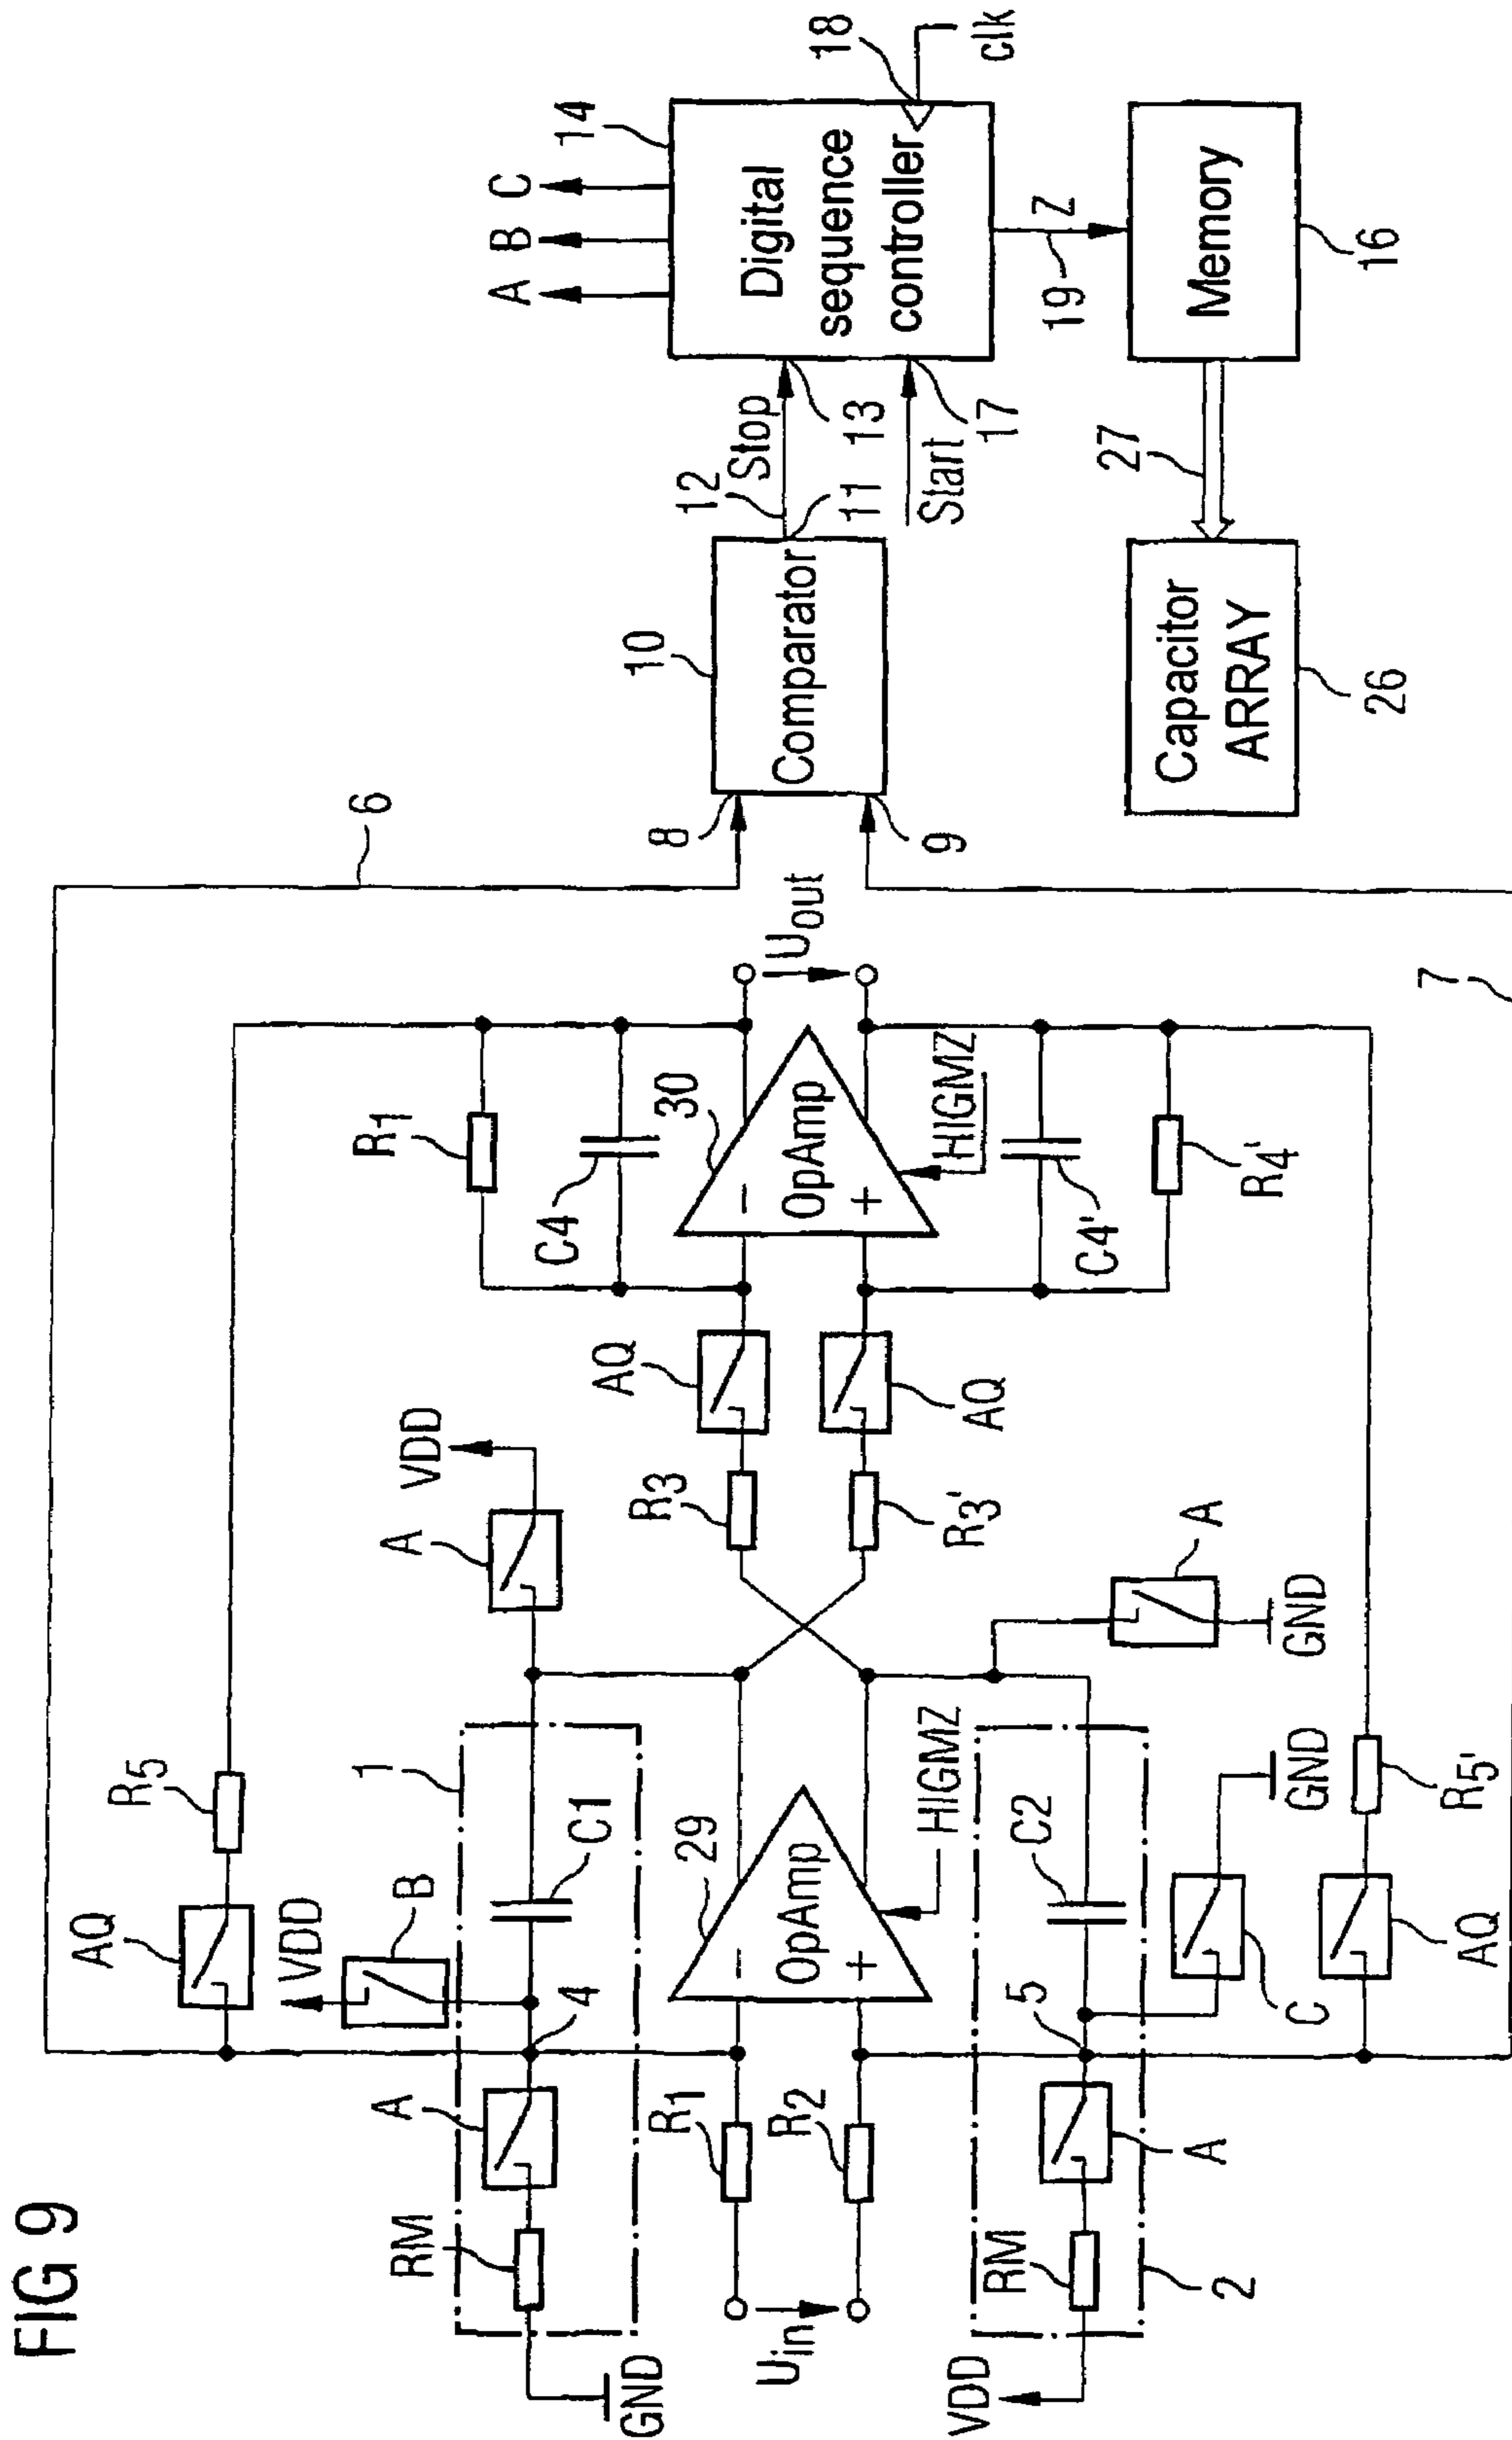 FIG 9
6
AQ
R5
VDD
B
1
A
VDD
R1
C4
AQ
A
RM
4
C1
R3
30
OpAmp
−
+
HIGMZ
Uout
8
9
10
Comparator
12
Stop
11
13
Start
17
14
A
B
C
Digital
sequence
controller
18
clk
19
Z
Memory
16
27
Capacitor
ARRAY
26
GND
Uin
R1
R2
29
OpAmp
−
+
HIGMZ
R3'
AQ
C4'
R4'
A
GND
VDD
RM
A
2
5
C2
C
GND
AQ
R5'
7